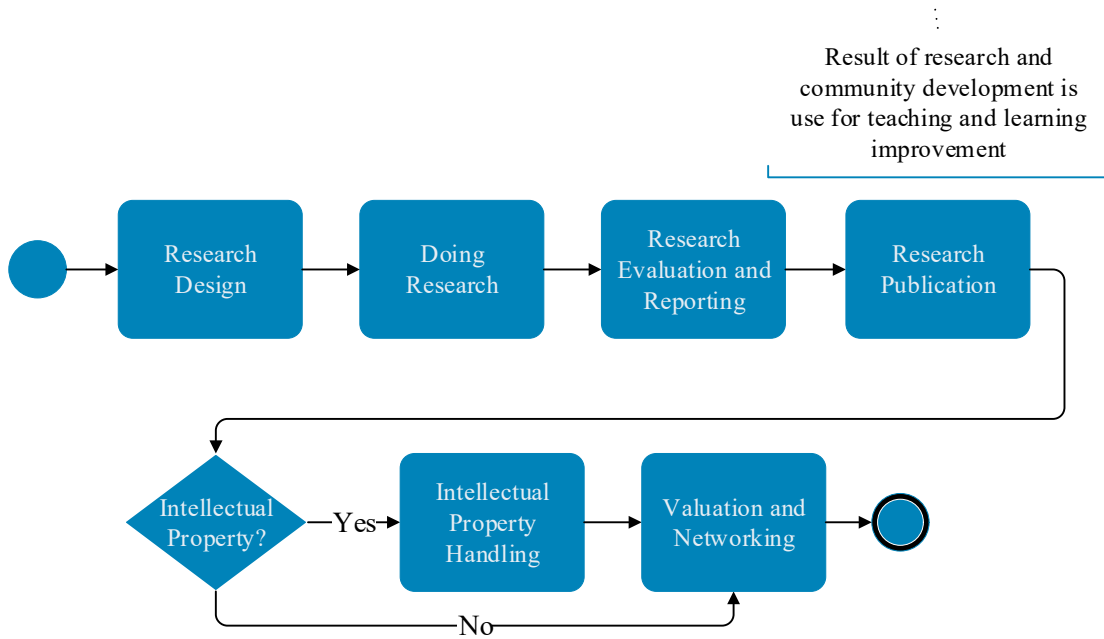 Result of research and
community development is
use for teaching and learning
improvement
Research
Design
Doing
Research
Research
Evaluation and
Reporting
Research
Publication
Intellectual
Property?
Yes
Intellectual
Property
Handling
Valuation and
Networking
No